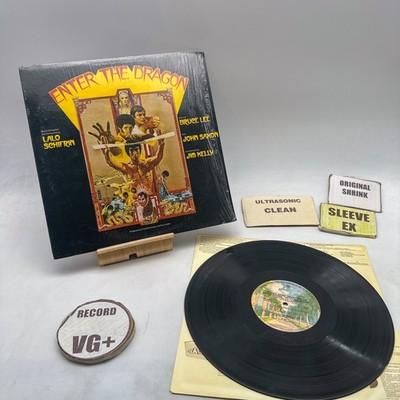 ENTER THE DRAGON
LALO
SCHIFRIN
BRUCE LEE
JOHN SAXON
JIM KELLY
ULTRASONIC
CLEAN
ORIGINAL
SHRINK
SLEEVE
EX
RECORD
VG+